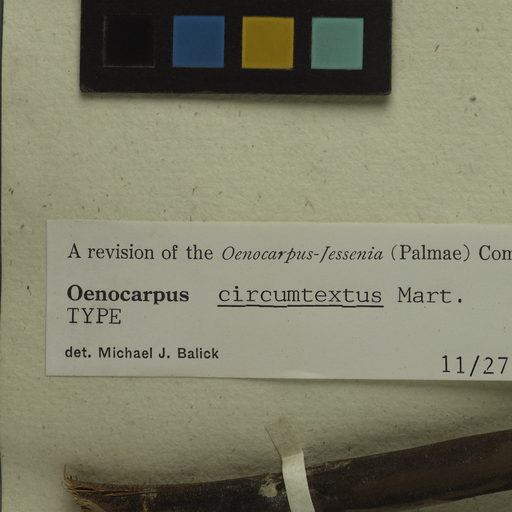 A revision of the Oenocarpus-Jessenia (Palmae) Com
Oenocarpus circumtextus Mart.
TYPE
det. Michael J. Balick
11/27